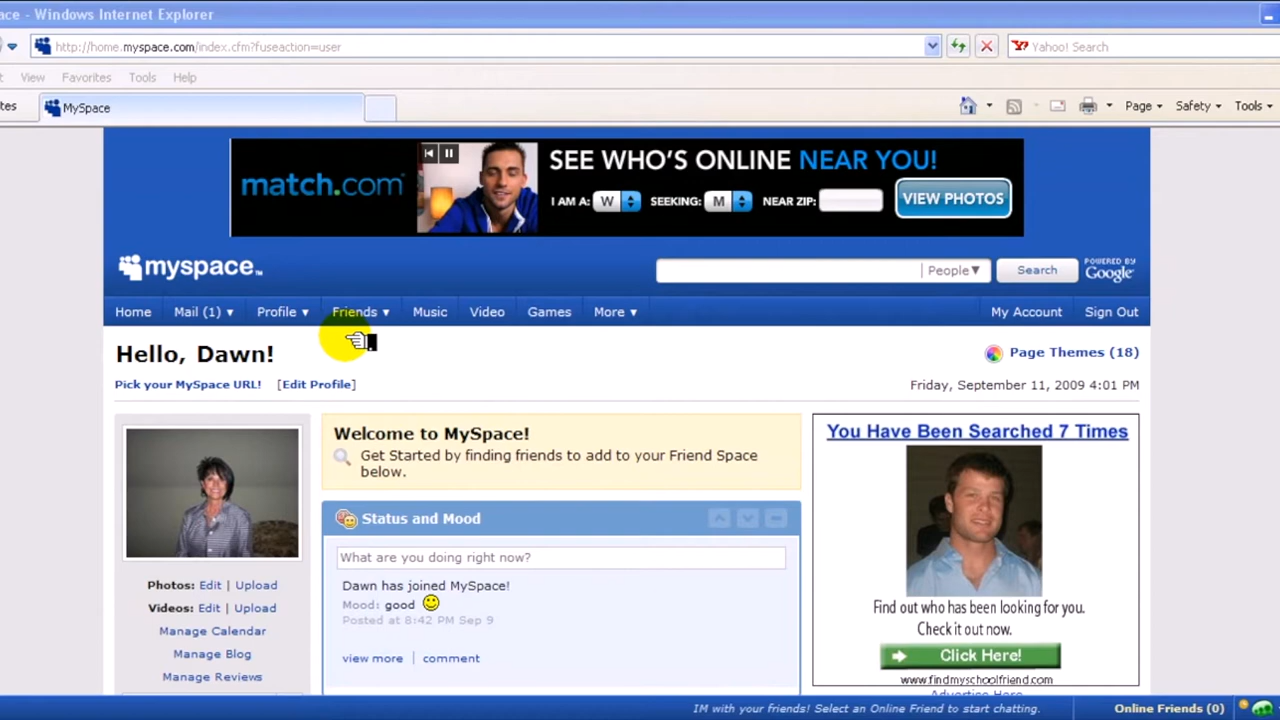 ace - Windows Internet Explorer
http://home.myspace.com/index.cfm?fuseaction=user
Yahoo! Search
View Favorites Tools Help
tes MySpace Page Safety Tools
match.com
SEE WHO'S ONLINE NEAR YOU!
I AM A: W SEEKING: M NEAR ZIP: VIEW PHOTOS
myspace™ People▼ Search POWERED BY Google™
Home Mail (1) ▾ Profile ▾ Friends ▾ Music Video Games More ▾ My Account Sign Out
Hello, Dawn!
Page Themes (18)
Pick your MySpace URL! [Edit Profile]
Friday, September 11, 2009 4:01 PM
Welcome to MySpace!
Get Started by finding friends to add to your Friend Space
below.
Status and Mood
What are you doing right now?
Dawn has joined MySpace!
Mood: good
Posted at 8:42 PM Sep 9
view more | comment
Photos: Edit | Upload
Videos: Edit | Upload
Manage Calendar
Manage Blog
Manage Reviews
You Have Been Searched 7 Times
Find out who has been looking for you.
Check it out now.
Click Here!
www.findmyschoolfriend.com
Advertise Here
IM with your friends! Select an Online Friend to start chatting.
Online Friends (0)